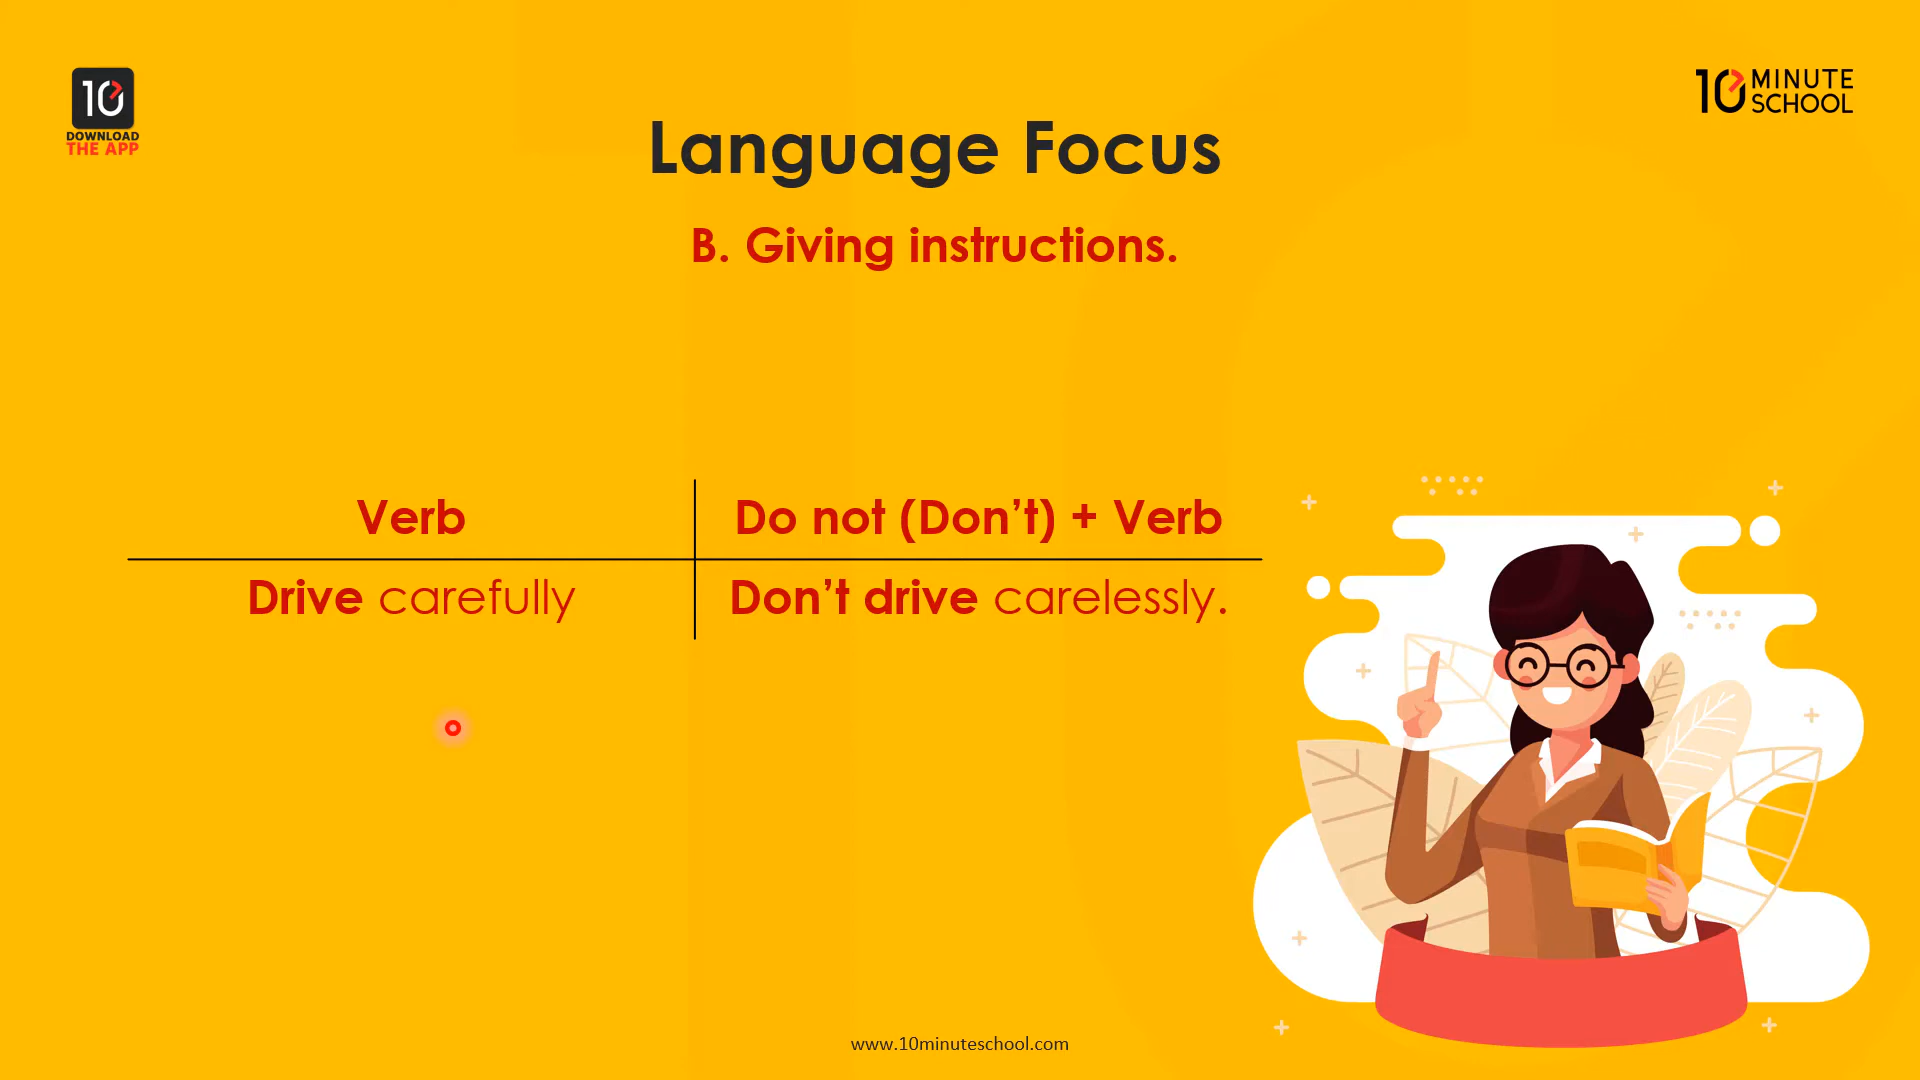 10
DOWNLOAD
THE APP
10 MINUTE
SCHOOL
Language Focus
B. Giving instructions.
Verb
Do not (Don’t) + Verb
Drive carefully
Don’t drive carelessly.
www.10minuteschool.com